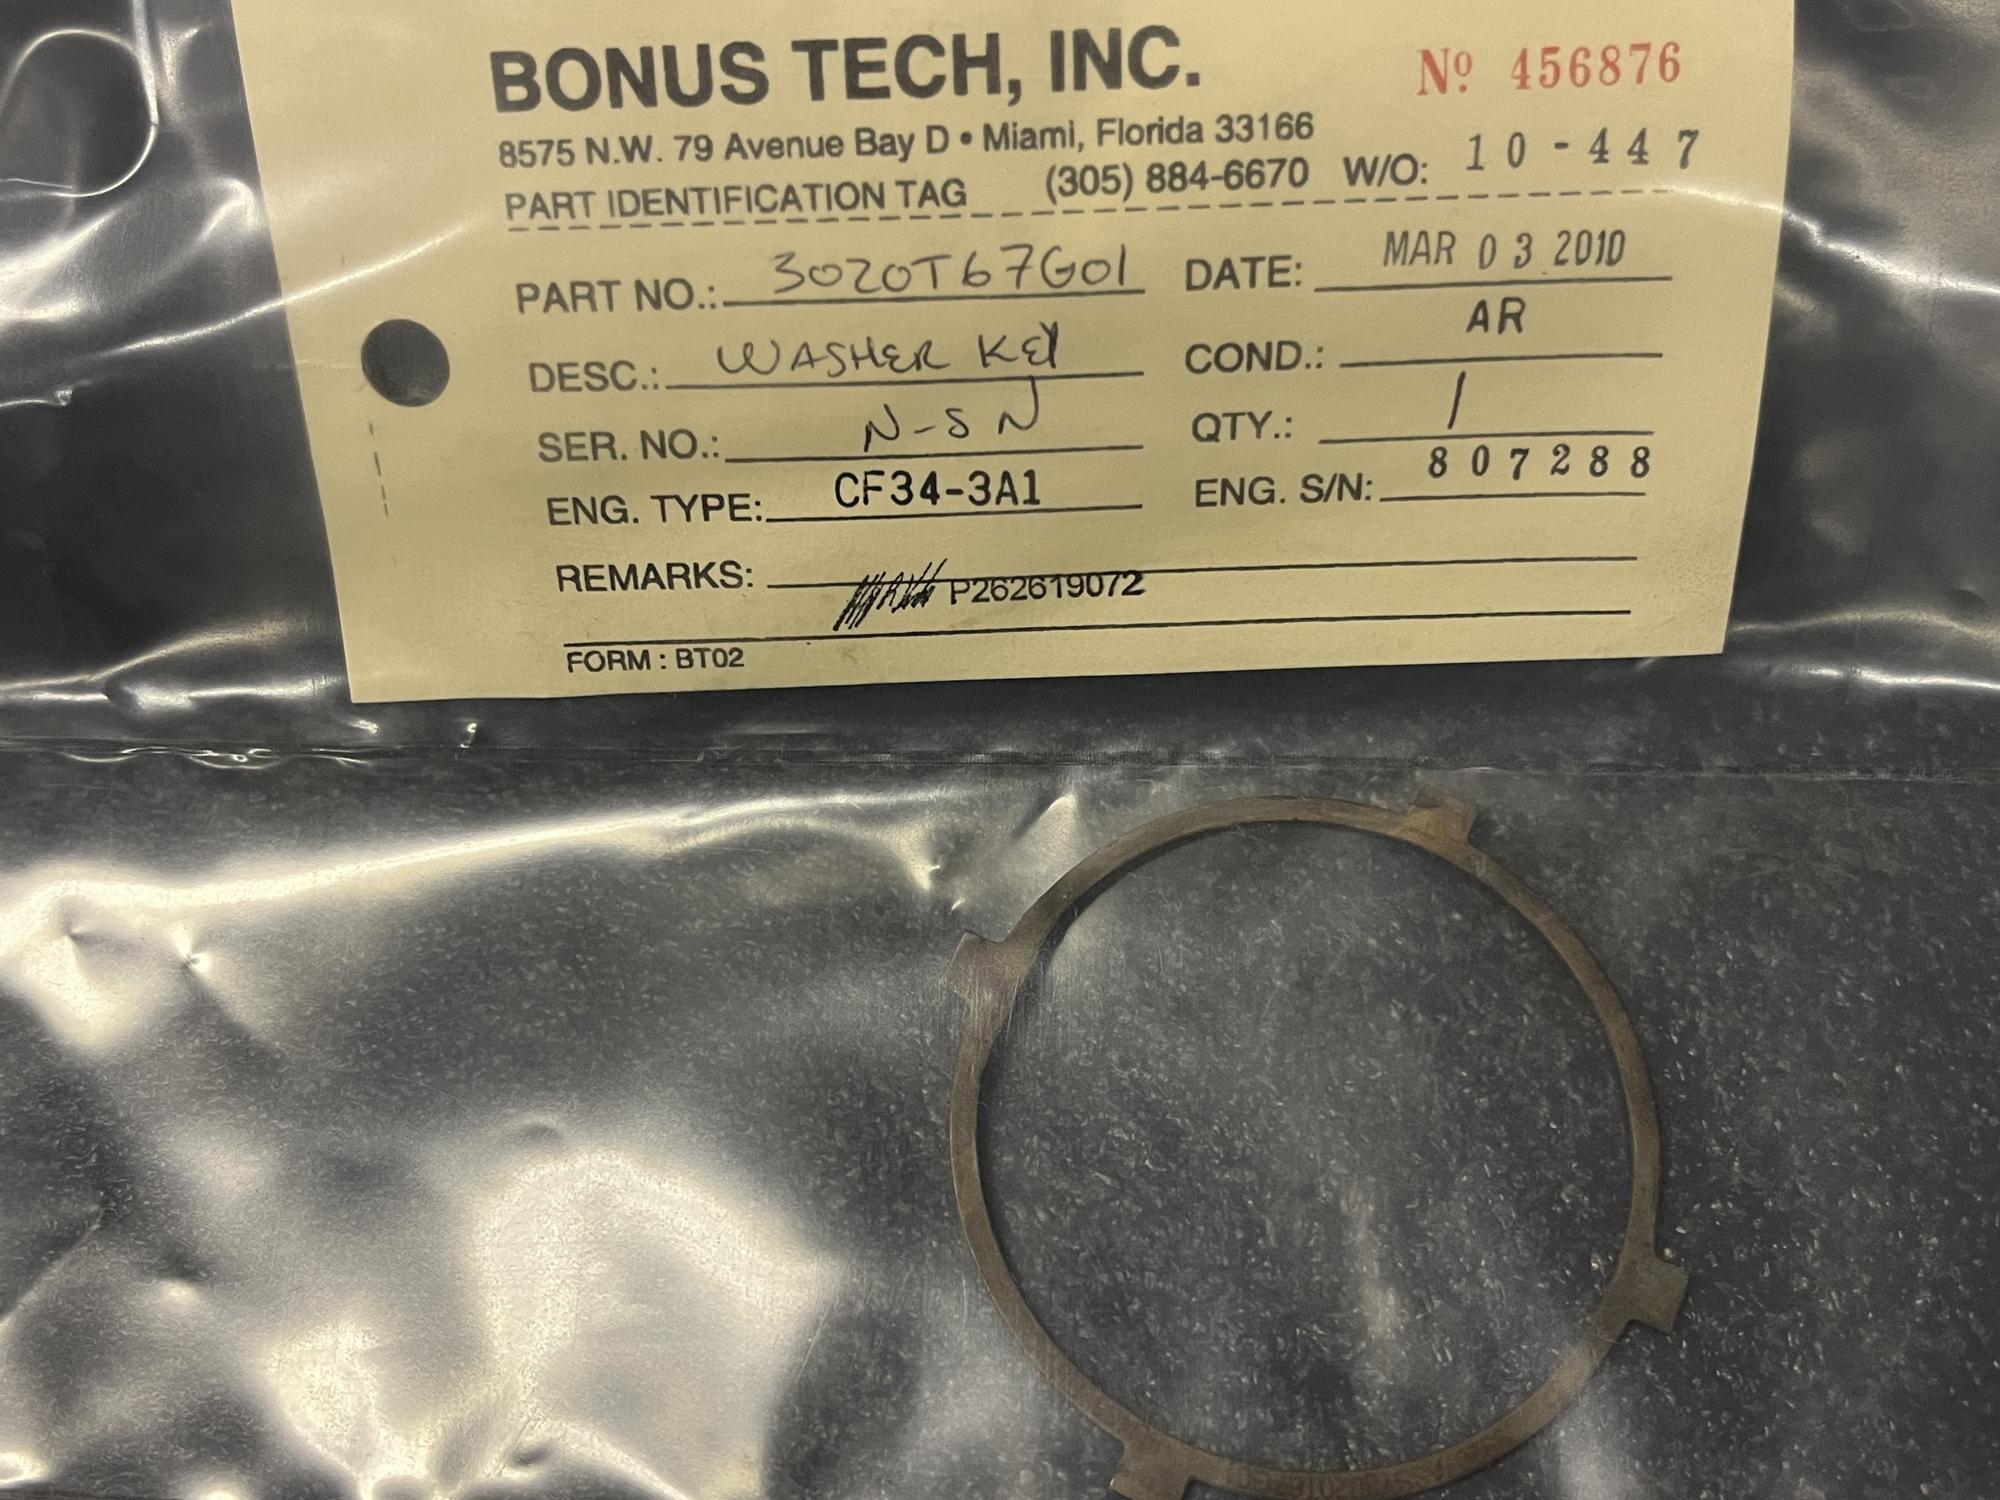 BONUS TECH, INC. Nº 456876
8575 N.W. 79 Avenue Bay D • Miami, Florida 33166
PART IDENTIFICATION TAG (305) 884-6670 W/O: 10-447
PART NO.: 3020T67G01 DATE: MAR 03 2010
DESC.: WASHER KEY COND.: AR
SER. NO.: N-SN QTY.: 1
ENG. TYPE: CF34-3A1 ENG. S/N: 807288
REMARKS: P262619072
FORM : BT02